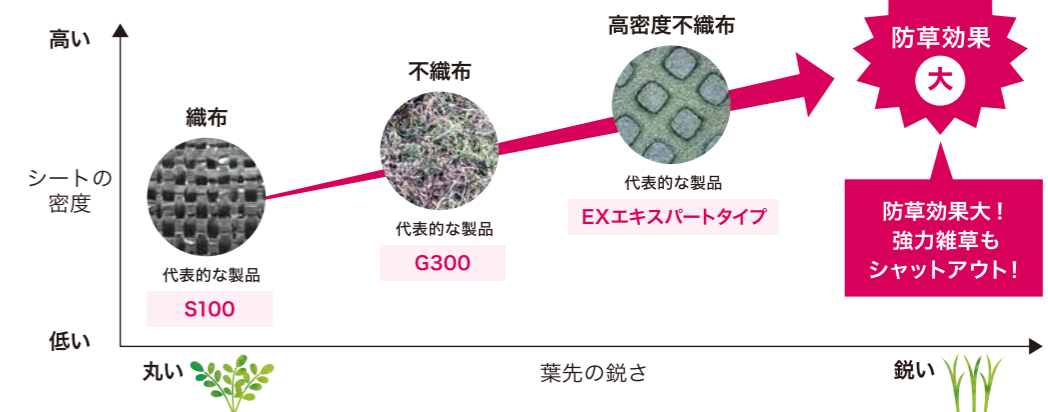 高い
シートの
密度
低い
織布
代表的な製品
S100
不織布
代表的な製品
G300
高密度不織布
代表的な製品
EXエキスパートタイプ
防草効果
大
防草効果大！
強力雑草も
シャットアウト！
丸い
葉先の鋭さ
鋭い